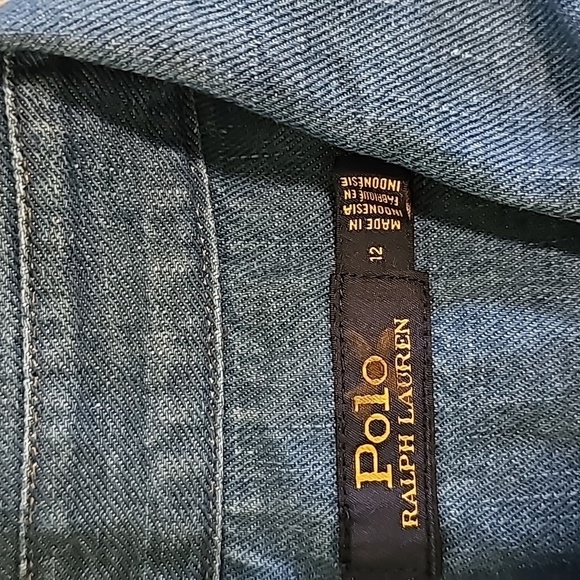 Polo
RALPH LAUREN
12
MADE IN
INDONESIA
FABRIQUÉ EN
INDONÉSIE